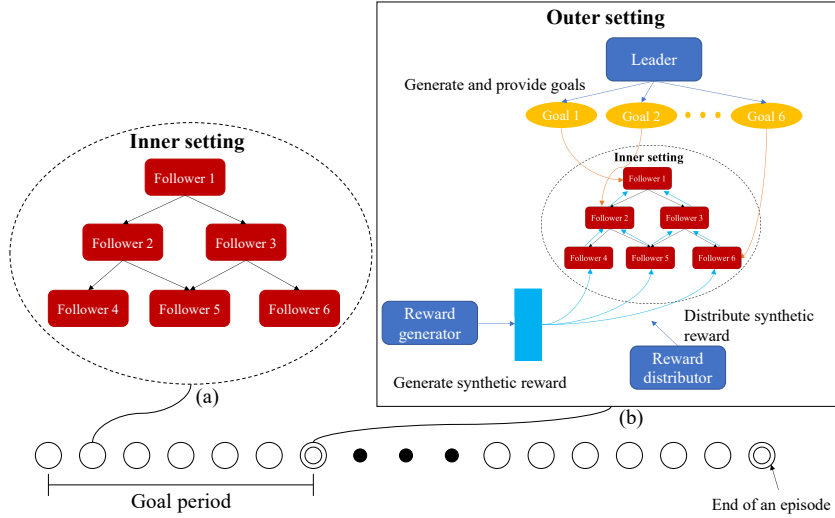 Inner setting
Follower 1
Follower 2
Follower 3
Follower 4
Follower 5
Follower 6
(a)
Outer setting
Leader
Generate and provide goals
Goal 1
Goal 2
Goal 6
Inner setting
Follower 1
Follower 2
Follower 3
Follower 4
Follower 5
Follower 6
Reward
generator
Distribute synthetic
reward
Generate synthetic reward
Reward
distributor
(b)
Goal period
End of an episode